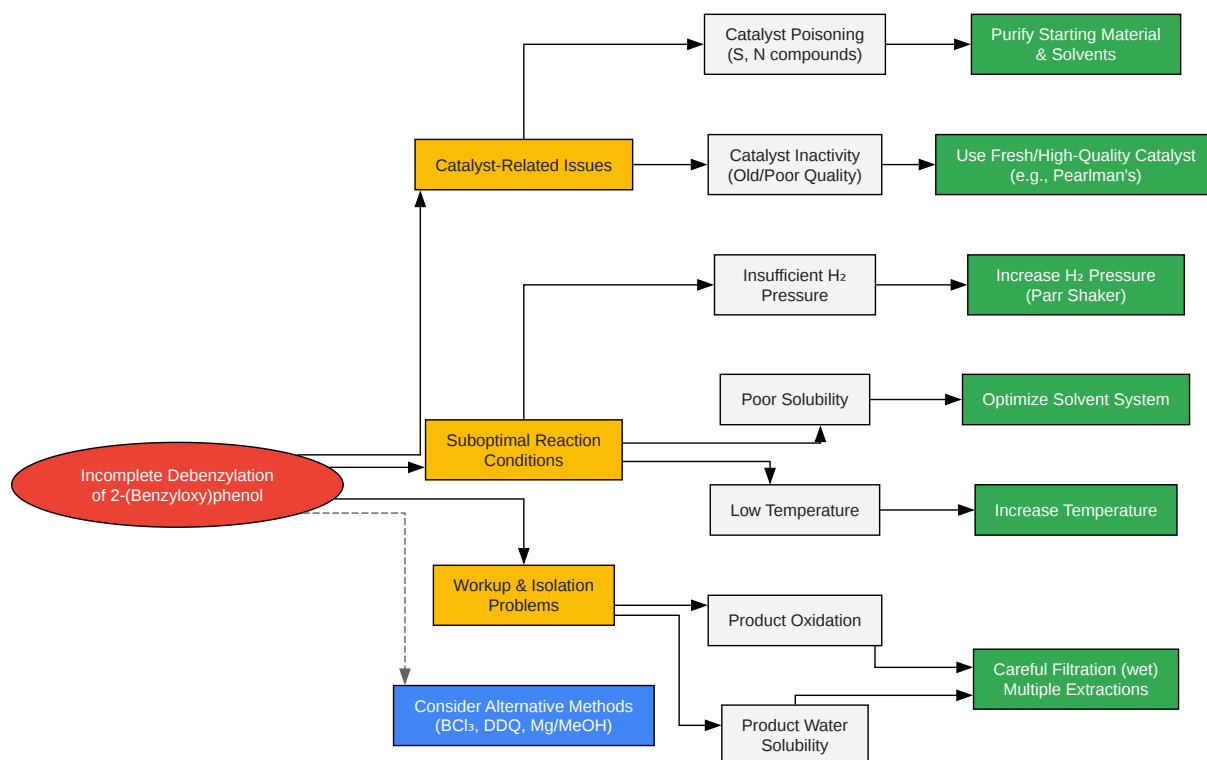 Catalyst Poisoning
(S, N compounds)
Purify Starting Material
& Solvents
Catalyst-Related Issues
Catalyst Inactivity
(Old/Poor Quality)
Use Fresh/High-Quality Catalyst
(e.g., Pearlman's)
Insufficient H₂
Pressure
Increase H₂ Pressure
(Parr Shaker)
Poor Solubility
Optimize Solvent System
Suboptimal Reaction
Conditions
Incomplete Debenzylation
of 2-(Benzyloxy)phenol
Low Temperature
Increase Temperature
Workup & Isolation
Problems
Product Oxidation
Careful Filtration (wet)
Multiple Extractions
Consider Alternative Methods
(BCl₃, DDQ, Mg/MeOH)
Product Water
Solubility